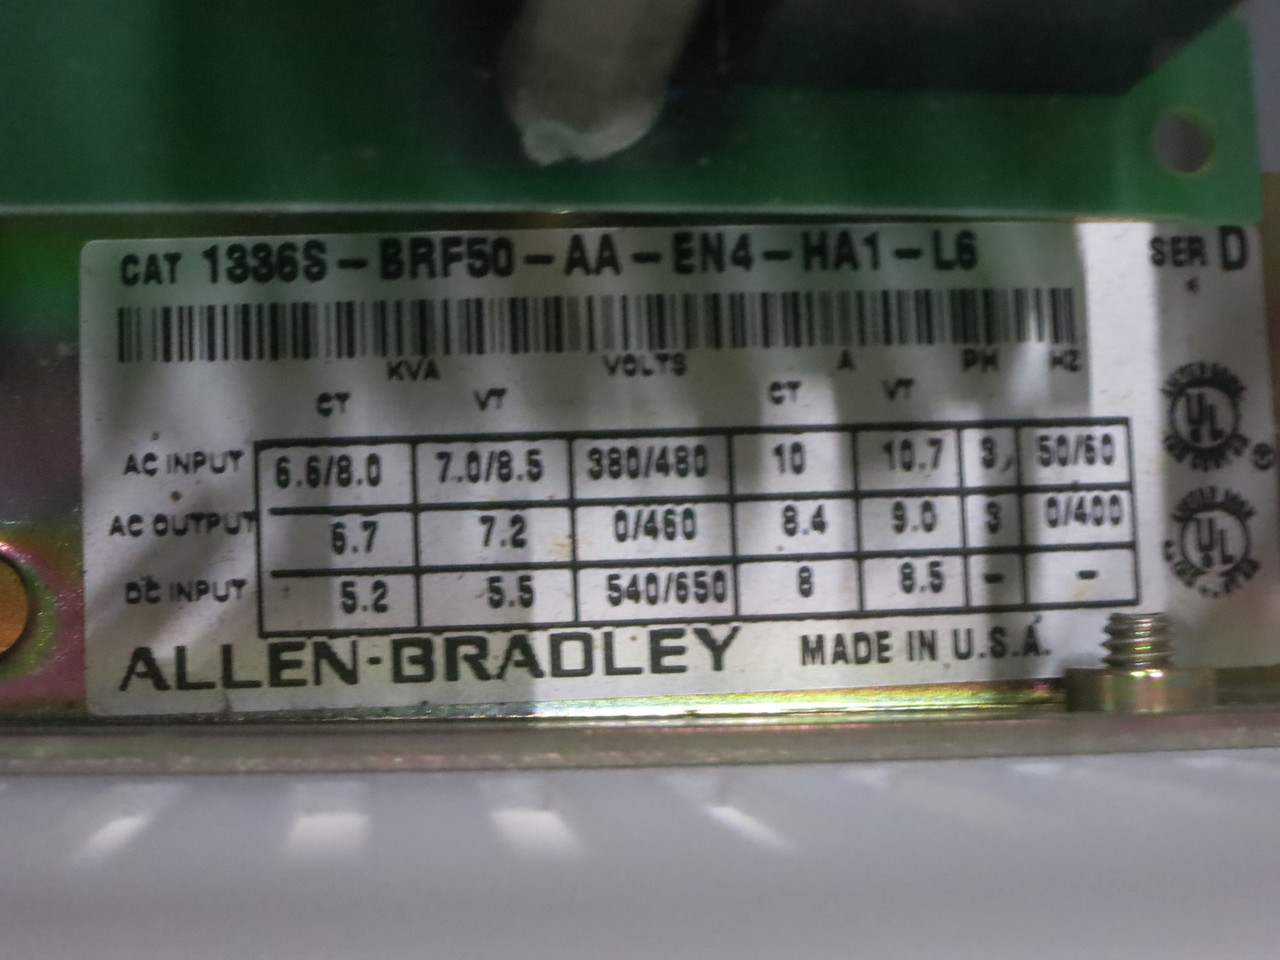 CAT 1336S-BRF50-AA-EN4-HA1-L6 SER D
KVA VOLTS A PH HZ
CT VT CT VT
AC INPUT 6.6/8.0 7.0/8.5 380/480 10 10.7 3 50/60
AC OUTPUT 6.7 7.2 0/460 8.4 9.0 3 0/400
DC INPUT 5.2 5.5 540/650 8 8.5 - -
ALLEN-BRADLEY MADE IN U.S.A.
UL
UL